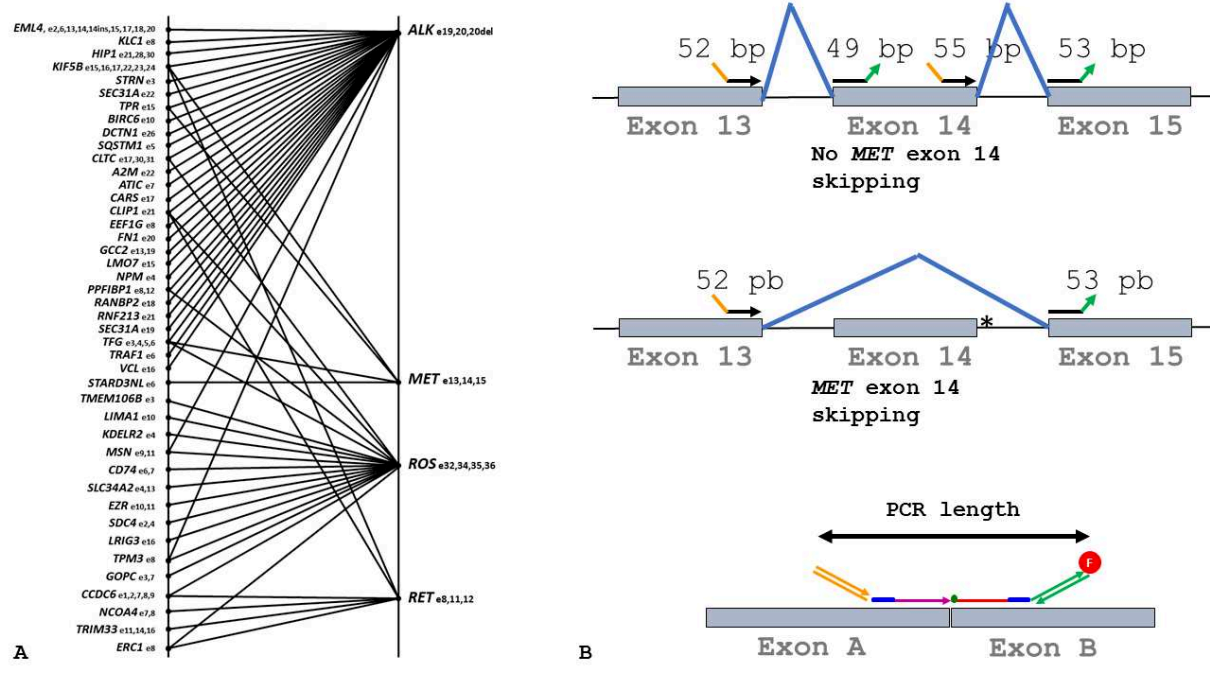 EML4, e2,6,13,14,14ins,15,17,18,20
KLC1 e8
HIP1 e21,28,30
KIF5B e15,16,17,22,23,24
STRN e3
SEC31A e22
TPR e15
BIRC6 e10
DCTN1 e26
SQSTM1 e5
CLTC e17,30,31
A2M e22
ATIC e7
CARS e17
CLIP1 e21
EEF1G e8
FN1 e20
GCC2 e13,19
LMO7 e15
NPM e4
PPFIBP1 e8,12
RANBP2 e18
RNF213 e21
SEC31A e19
TFG e3,4,5,6
TRAF1 e6
VCL e16
STARD3NL e6
TMEM106B e3
LIMA1 e10
KDELR2 e4
MSN e9,11
CD74 e6,7
SLC34A2 e4,13
EZR e10,11
SDC4 e2,4
LRIG3 e16
TPM3 e8
GOPC e3,7
CCDC6 e1,2,7,8,9
NCOA4 e7,8
TRIM33 e11,14,16
ERC1 e8
ALK e19,20,20del
MET e13,14,15
ROS e32,34,35,36
RET e8,11,12
A
52 bp 49 bp 55 bp 53 bp
Exon 13 Exon 14 Exon 15
No MET exon 14
skipping
52 pb 53 pb
*
Exon 13 Exon 14 Exon 15
MET exon 14
skipping
PCR length
F
Exon A Exon B
B